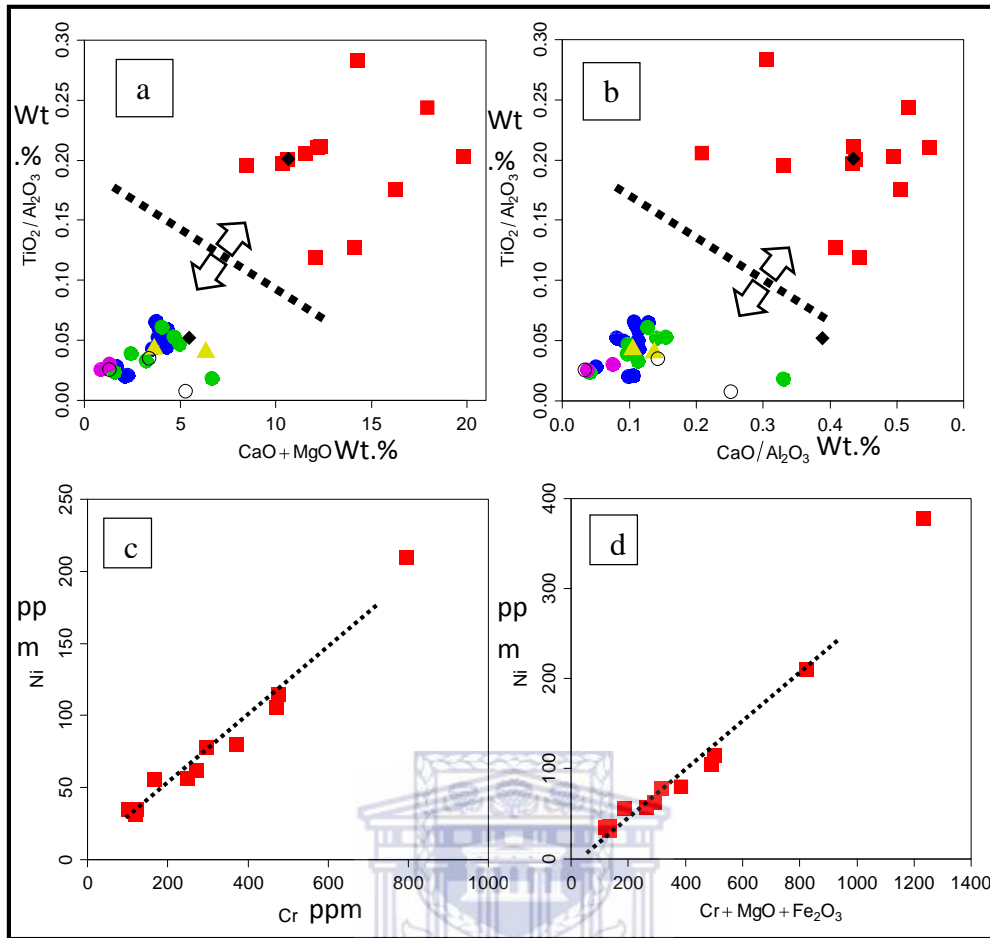 a
Wt
.%
TiO2/Al2O3
0.00 0.05 0.10 0.15 0.20 0.25 0.30
0 5 10 15 20
CaO+MgO Wt.%
b
Wt
.%
TiO2/Al2O3
0.00 0.05 0.10 0.15 0.20 0.25 0.30
0.0 0.1 0.2 0.3 0.4 0.5 0.
CaO/Al2O3 Wt.%
c
pp
m
Ni
0 50 100 150 200 250
0 200 400 600 800 1000
Cr ppm
d
pp
m
Ni
0 100 200 300 400
0 200 400 600 800 1000 1200 1400
Cr+MgO+Fe2O3